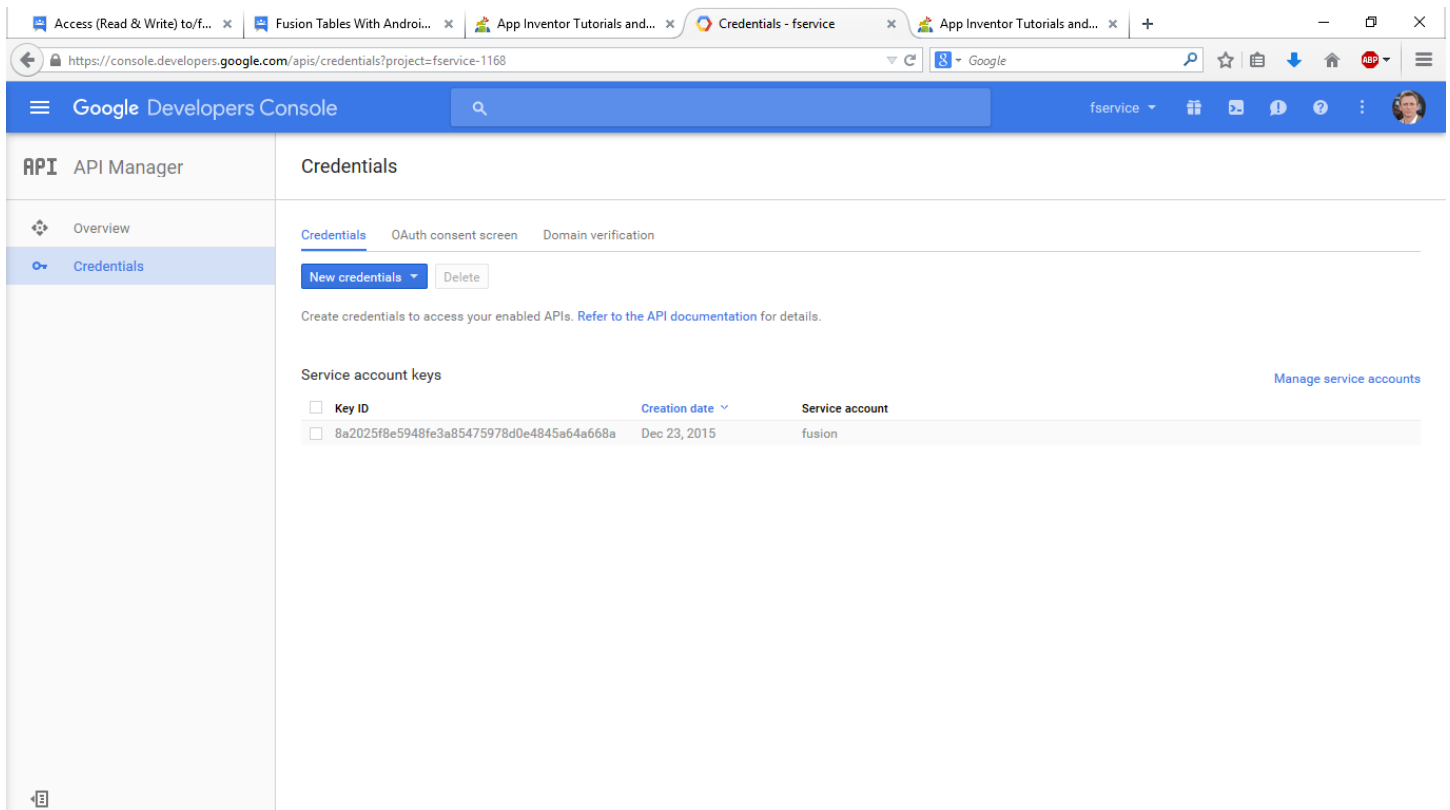 Access (Read & Write) to/f...
Fusion Tables With Androi...
App Inventor Tutorials and...
Credentials - fservice
App Inventor Tutorials and...
https://console.developers.google.com/apis/credentials?project=fservice-1168
8 Google
ABP
Google Developers Console
fservice
API API Manager
Credentials
Overview
Credentials
Credentials OAuth consent screen Domain verification
New credentials Delete
Create credentials to access your enabled APIs. Refer to the API documentation for details.
Service account keys
Manage service accounts
Key ID Creation date Service account
8a2025f8e5948fe3a85475978d0e4845a64a668a Dec 23, 2015 fusion